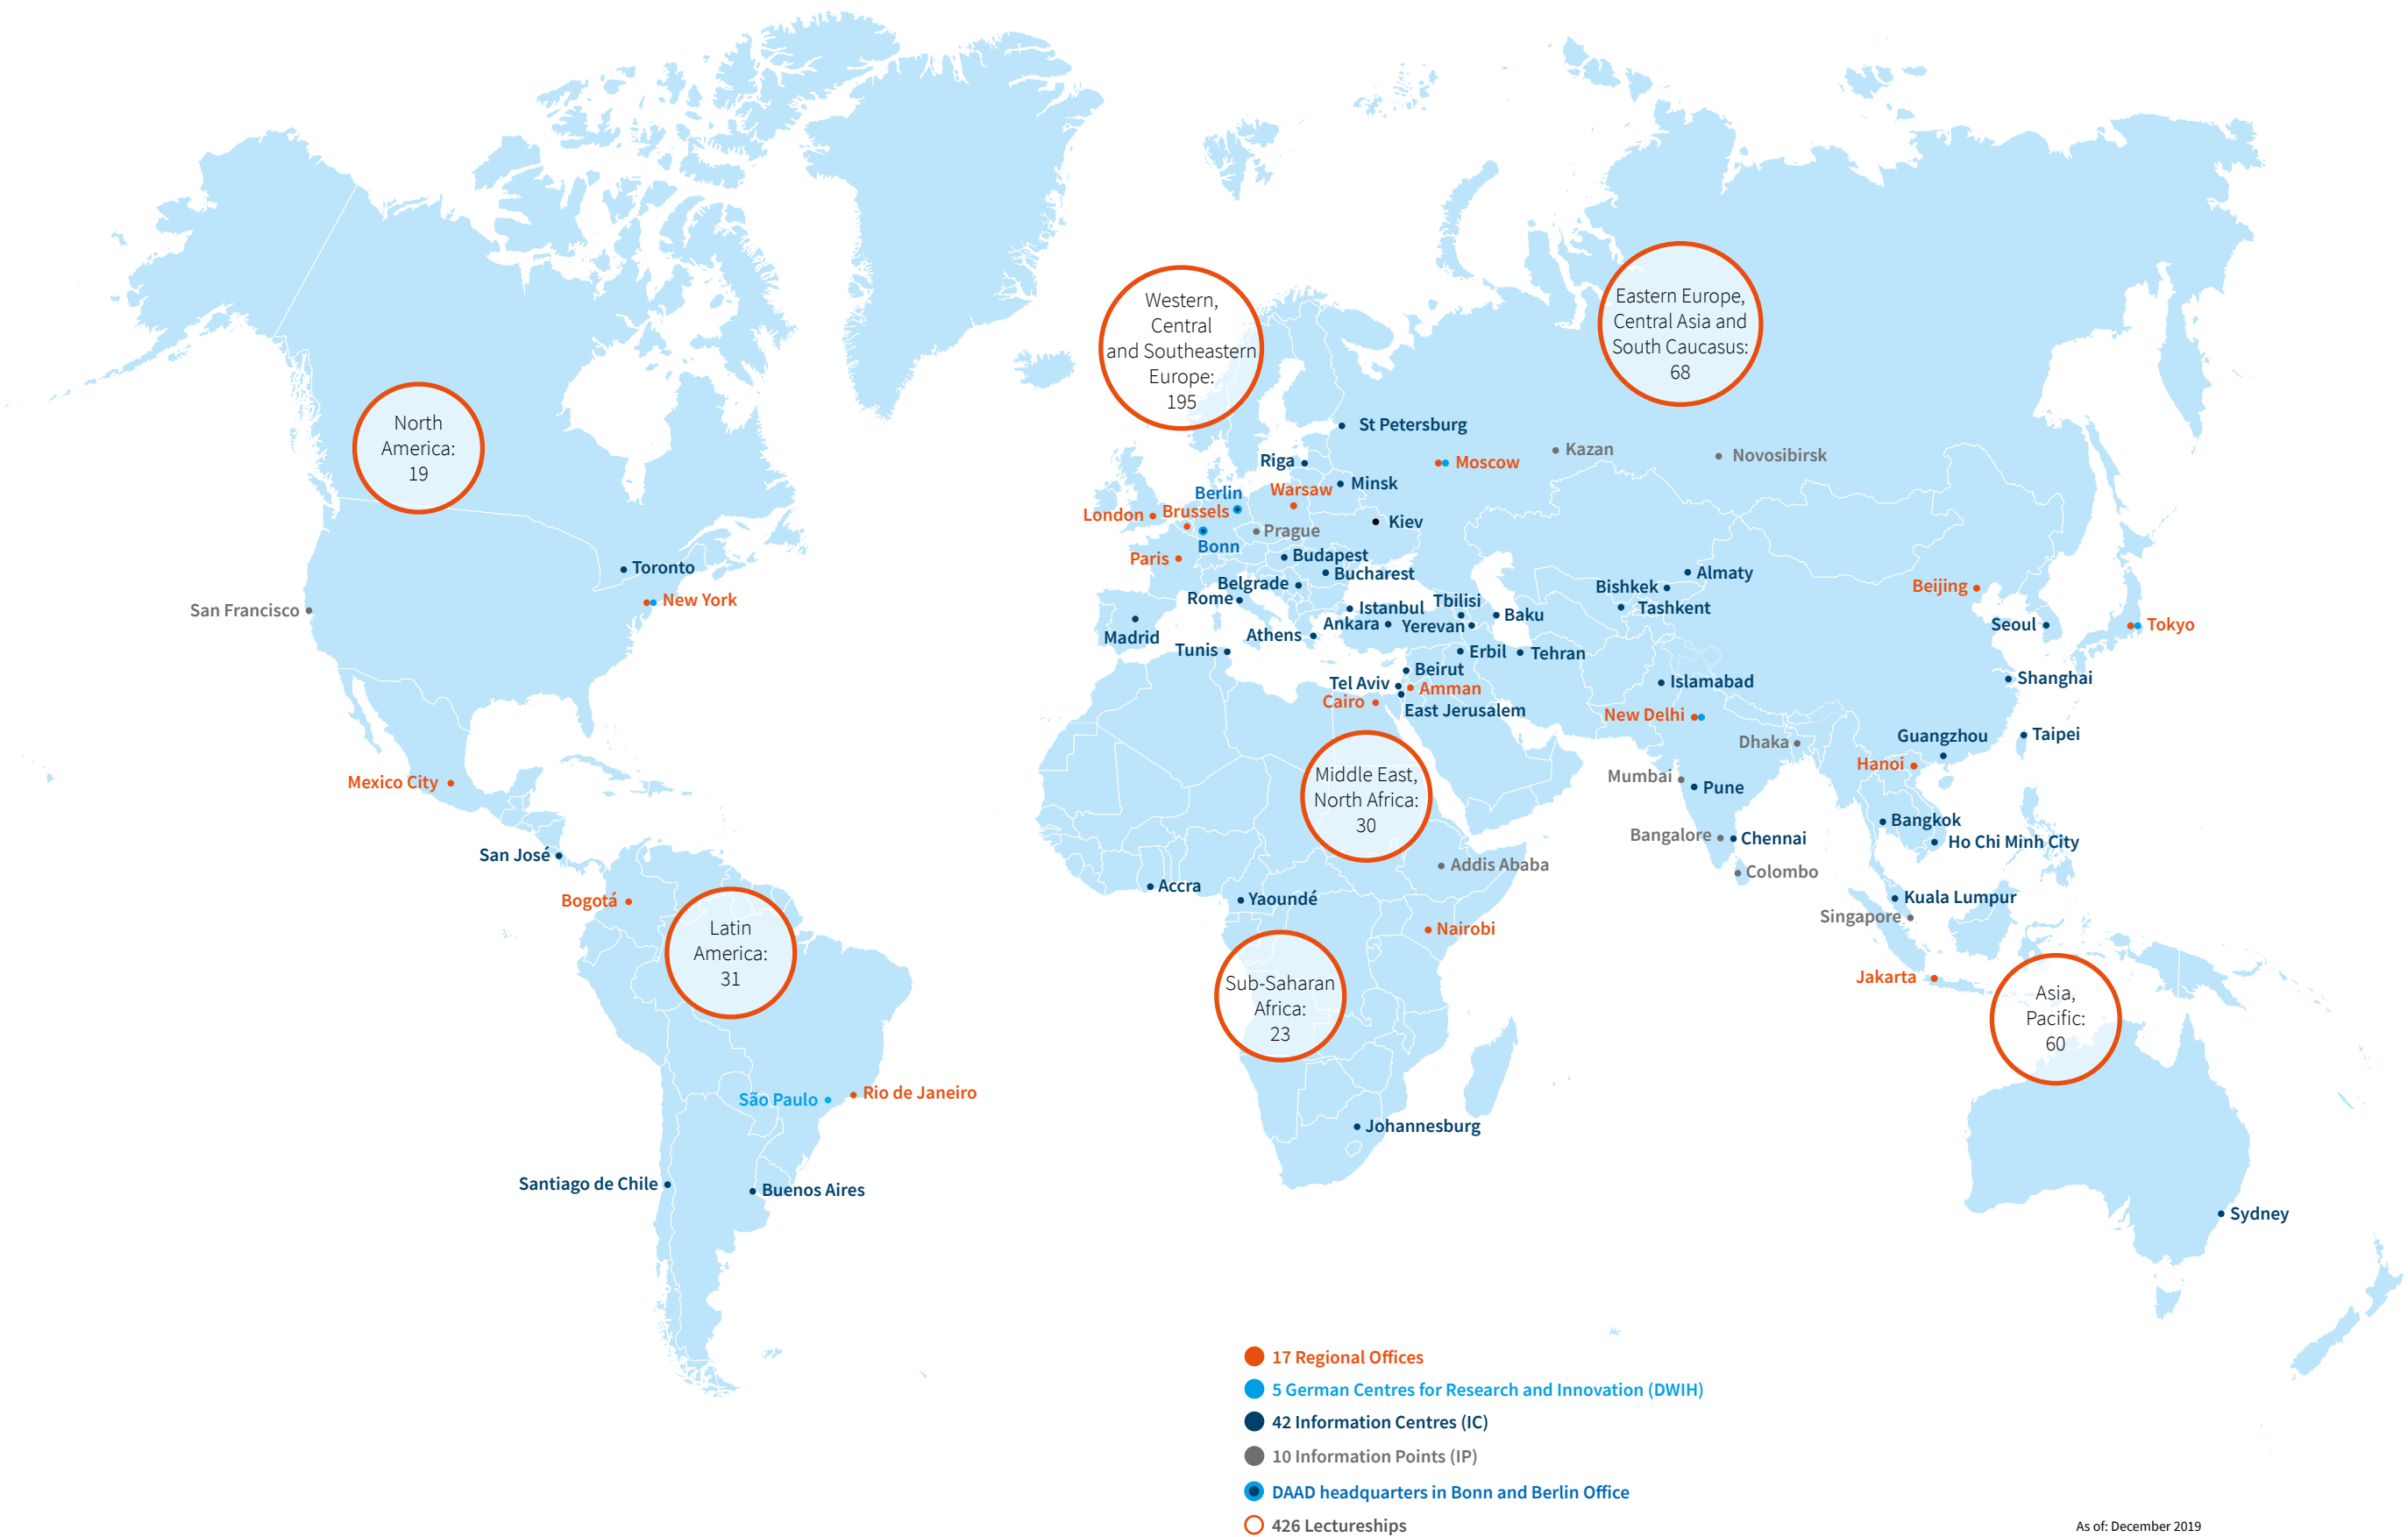 Western,
Central
and Southeastern
Europe:
195
Eastern Europe,
Central Asia and
South Caucasus:
68
North
America:
19
St Petersburg
Kazan
Novosibirsk
Riga
Moscow
Minsk
Berlin
Warsaw
London
Brussels
Kiev
Prague
Bonn
Paris
Budapest
Toronto
Bucharest
Almaty
Belgrade
Bishkek
Beijing
San Francisco
New York
Rome
Istanbul
Tbilisi
Baku
Tashkent
Madrid
Athens
Ankara
Yerevan
Seoul
Tokyo
Tunis
Erbil
Tehran
Beirut
Tel Aviv
Amman
Islamabad
Shanghai
Cairo
East Jerusalem
New Delhi
Dhaka
Guangzhou
Taipei
Hanoi
Mexico City
Middle East,
North Africa:
30
Mumbai
Pune
Bangkok
Bangalore
Chennai
Ho Chi Minh City
San José
Addis Ababa
Colombo
Accra
Yaoundé
Kuala Lumpur
Bogotá
Singapore
Latin
America:
31
Nairobi
Sub-Saharan
Africa:
23
Jakarta
Asia,
Pacific:
60
São Paulo
Rio de Janeiro
Johannesburg
Santiago de Chile
Buenos Aires
Sydney
17 Regional Offices
5 German Centres for Research and Innovation (DWIH)
42 Information Centres (IC)
10 Information Points (IP)
DAAD headquarters in Bonn and Berlin Office
426 Lectureships
As of: December 2019